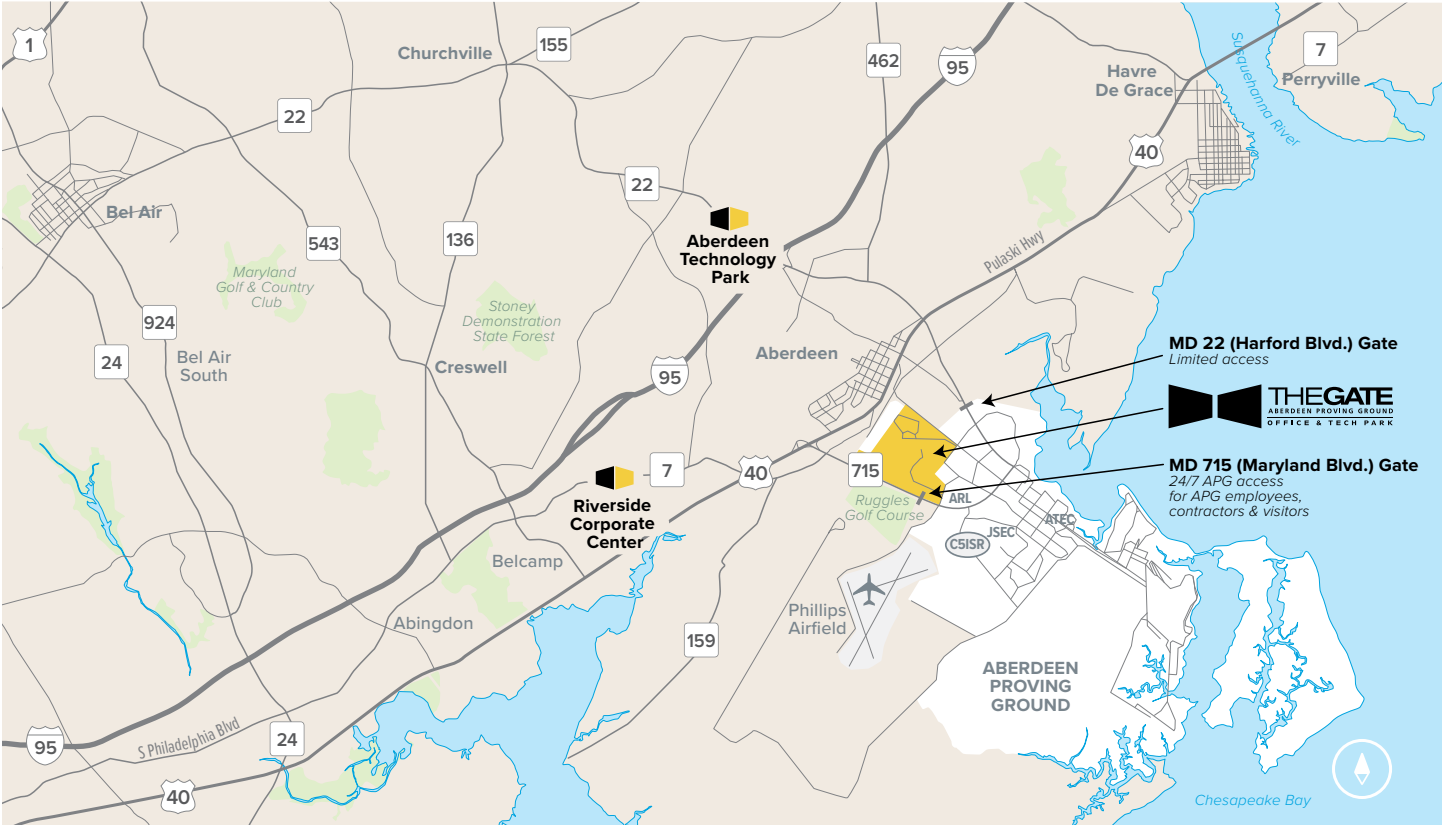 1
Churchville
155
462
95
Havre
De Grace
Susquehanna River
7
Perryville
22
40
Bel Air
22
543
136
Aberdeen
Technology
Park
Pulaski Hwy
Maryland
Golf & Country
Club
Stoney
Demonstration
State Forest
924
24
Bel Air
South
Creswell
95
Aberdeen
MD 22 (Harford Blvd.) Gate
Limited access
THEGATE
ABERDEEN PROVING GROUND
OFFICE & TECH PARK
MD 715 (Maryland Blvd.) Gate
24/7 APG access
for APG employees,
contractors & visitors
Riverside
Corporate
Center
7
40
715
Ruggles
Golf Course
ARL
ATEC
JSEC
C5ISR
Belcamp
Abingdon
Phillips
Airfield
159
ABERDEEN
PROVING
GROUND
S Philadelphia Blvd
95
24
40
Chesapeake Bay